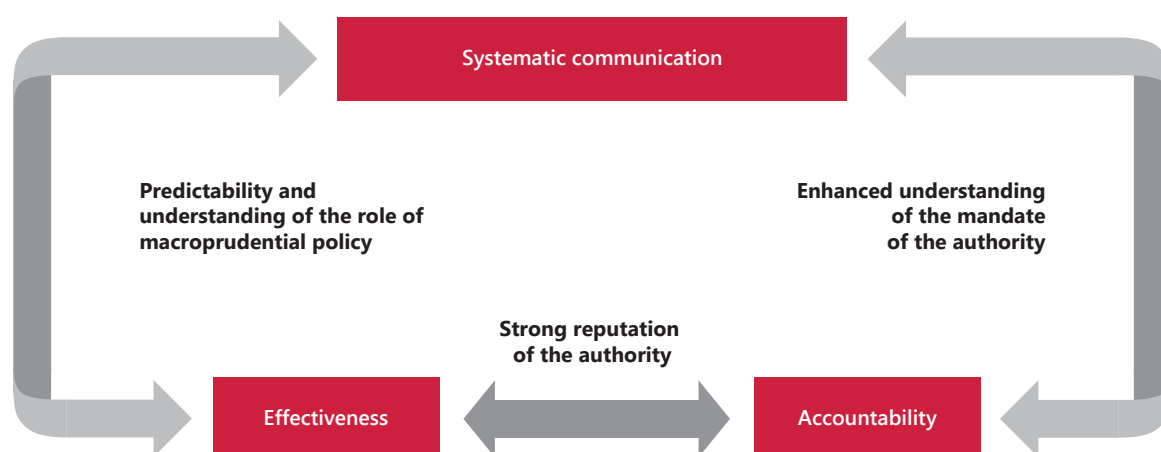 Systematic communication
Predictability and
understanding of the role of
macroprudential policy
Enhanced understanding
of the mandate
of the authority
Strong reputation
of the authority
Effectiveness
Accountability